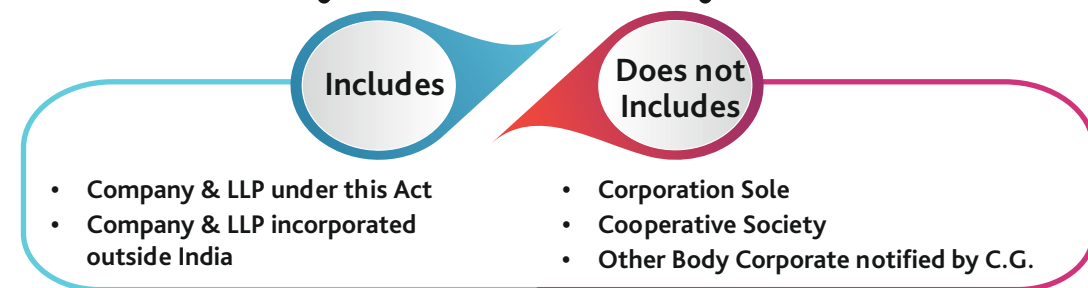 Includes
Does not
Includes
• Company & LLP under this Act
• Company & LLP incorporated
outside India
• Corporation Sole
• Cooperative Society
• Other Body Corporate notified by C.G.